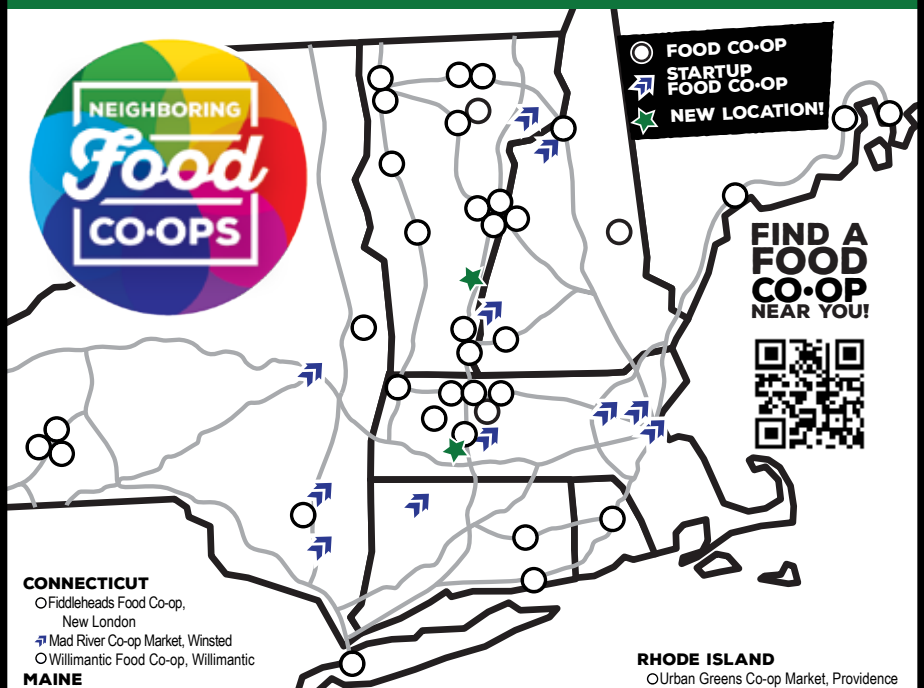 NEIGHBORING
Food
CO•OPS
FOOD CO•OP
STARTUP
FOOD CO•OP
NEW LOCATION!
FIND A
FOOD
CO•OP
NEAR YOU!
CONNECTICUT
Fiddleheads Food Co-op,
New London
Mad River Co-op Market, Winsted
Willimantic Food Co-op, Willimantic
MAINE
RHODE ISLAND
Urban Greens Co-op Market, Providence